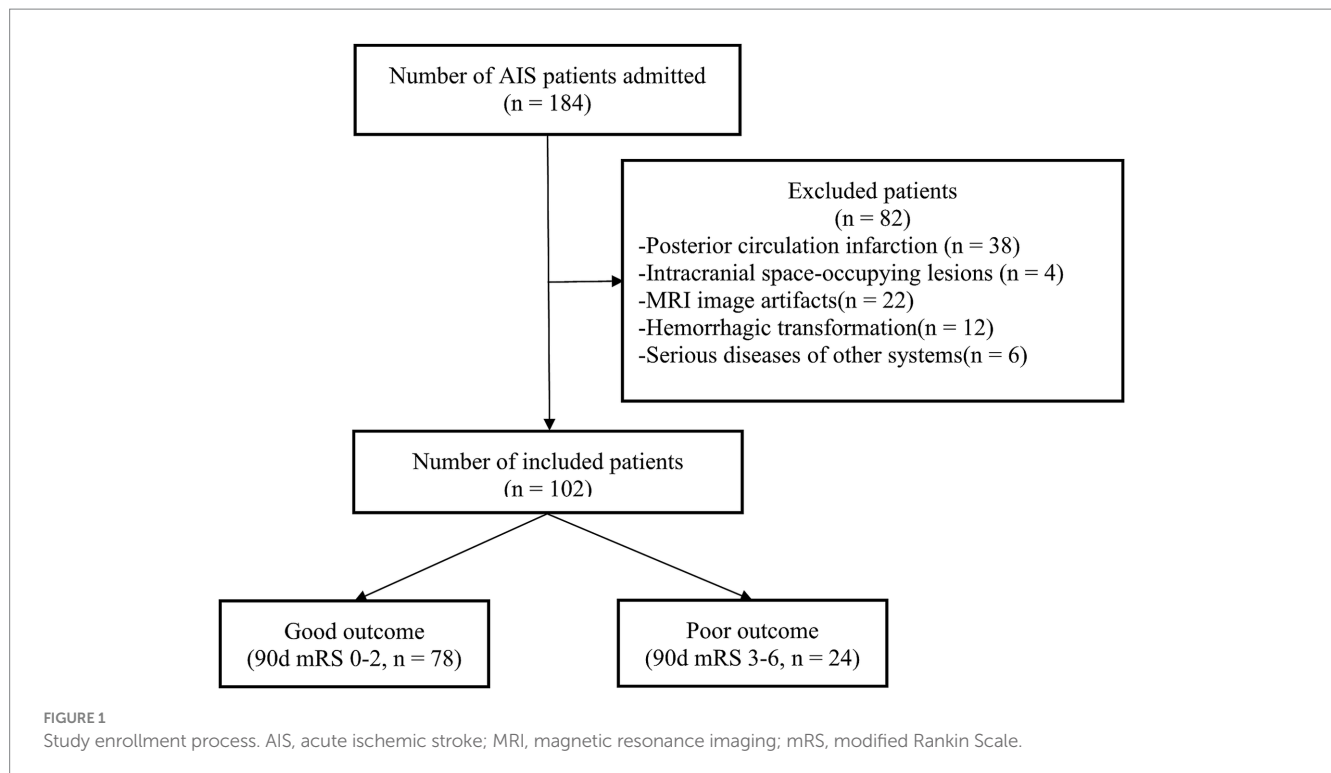 Number of AIS patients admitted
(n = 184)
Excluded patients
(n = 82)
-Posterior circulation infarction (n = 38)
-Intracranial space-occupying lesions (n = 4)
-MRI image artifacts(n = 22)
-Hemorrhagic transformation(n = 12)
-Serious diseases of other systems(n = 6)
Number of included patients
(n = 102)
Good outcome
(90d mRS 0-2, n = 78)
Poor outcome
(90d mRS 3-6, n = 24)
FIGURE 1
Study enrollment process. AIS, acute ischemic stroke; MRI, magnetic resonance imaging; mRS, modified Rankin Scale.